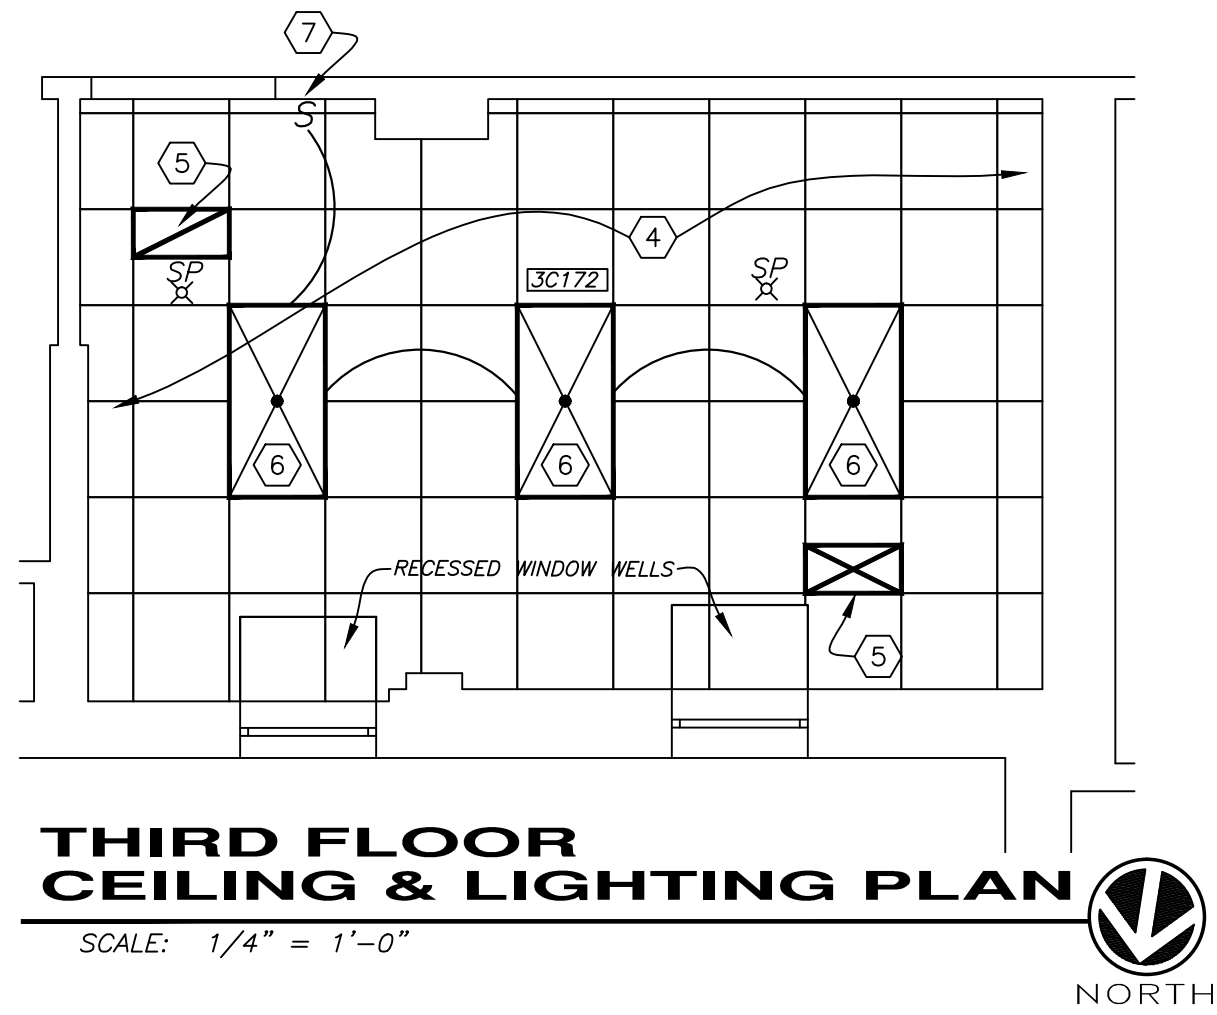 7
S
5
4
SP
3C172
SP
6
6
6
RECESSED WINDOW WELLS
5
THIRD FLOOR
CEILING & LIGHTING PLAN
SCALE: 1/4" = 1'-0"
NORTH